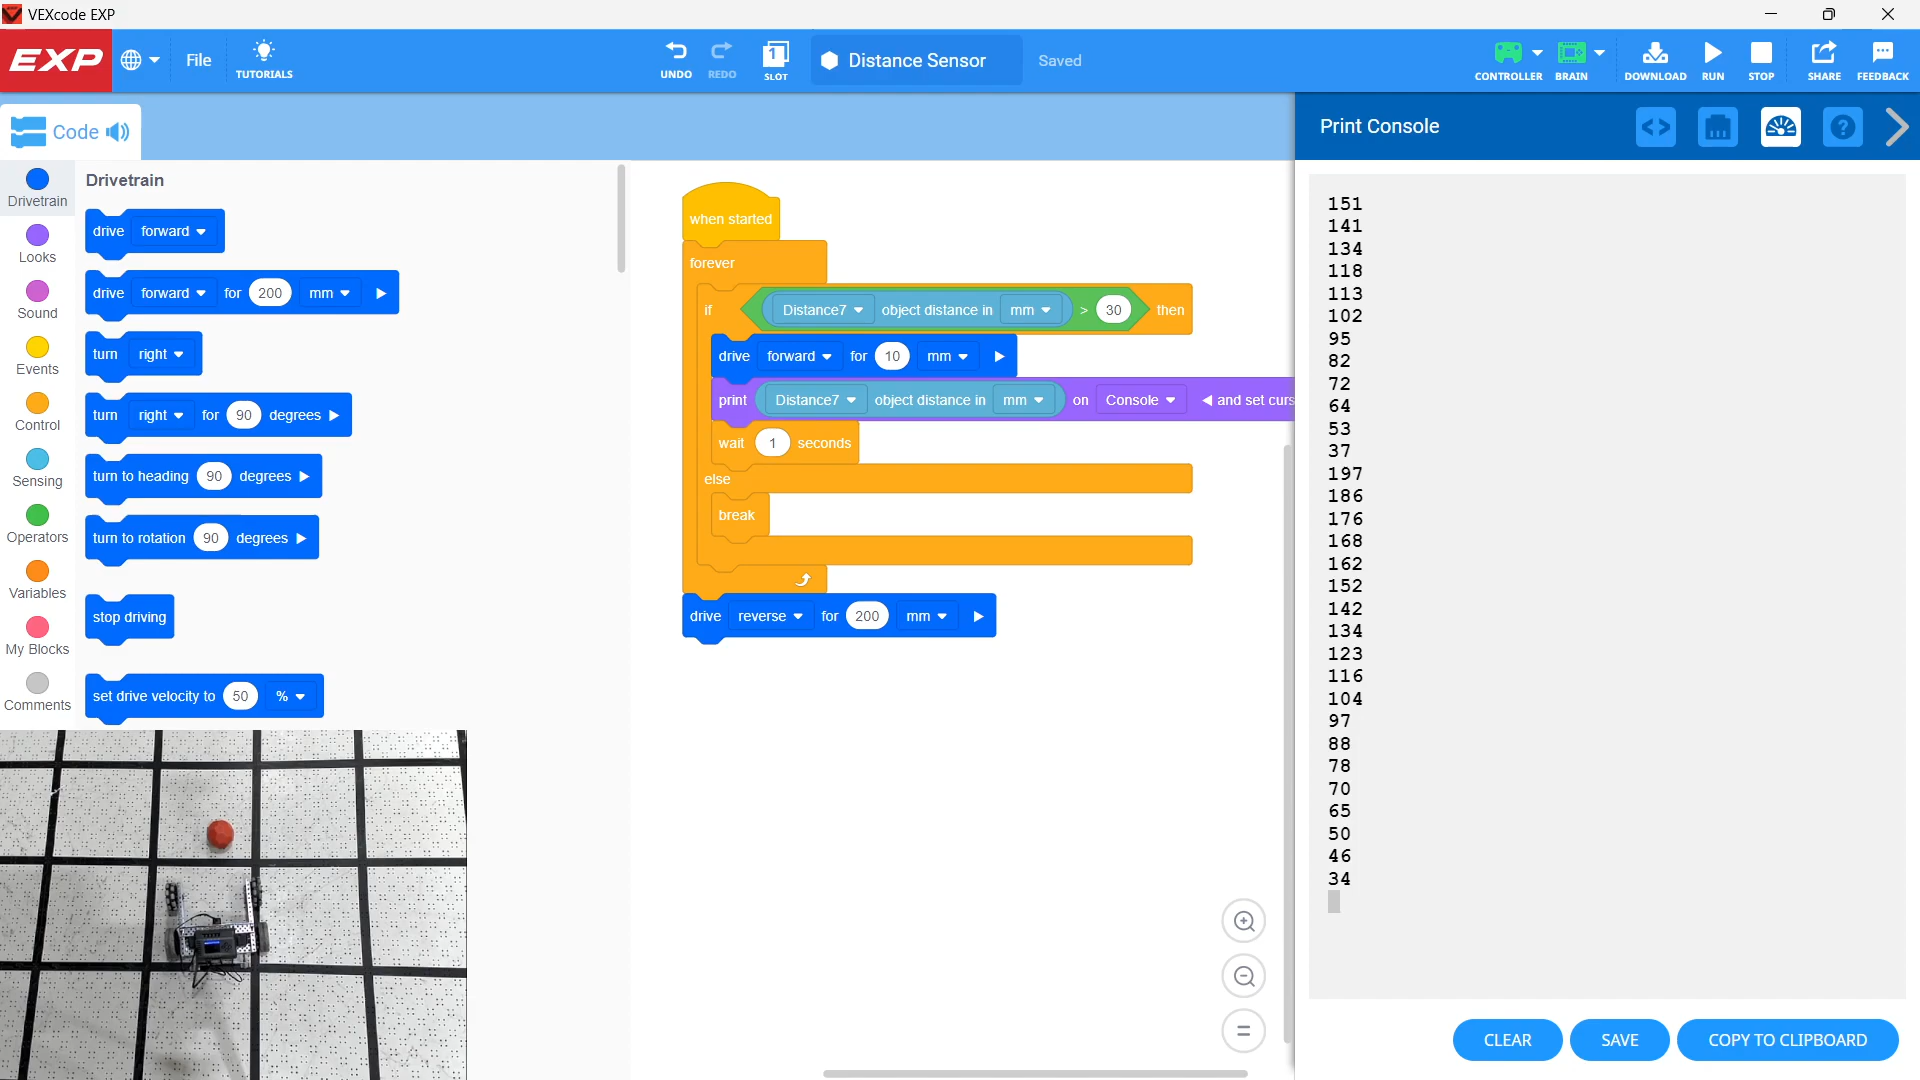 VEXcode EXP
EXP
File
TUTORIALS
UNDO
REDO
1
SLOT
Distance Sensor
Saved
CONTROLLER
BRAIN
DOWNLOAD
RUN
STOP
SHARE
FEEDBACK
Code
Print Console
Drivetrain
Looks
Sound
Events
Control
Sensing
Operators
Variables
My Blocks
Comments
Drivetrain
drive forward
drive forward for 200 mm
turn right
turn right for 90 degrees
turn to heading 90 degrees
turn to rotation 90 degrees
stop driving
set drive velocity to 50 %
when started
forever
if Distance7 object distance in mm > 30 then
drive forward for 10 mm
print Distance7 object distance in mm on Console and set curs
wait 1 seconds
else
break
drive reverse for 200 mm
151
141
134
118
113
102
95
82
72
64
53
37
197
186
176
168
162
152
142
134
123
116
104
97
88
78
70
65
50
46
34
CLEAR
SAVE
COPY TO CLIPBOARD